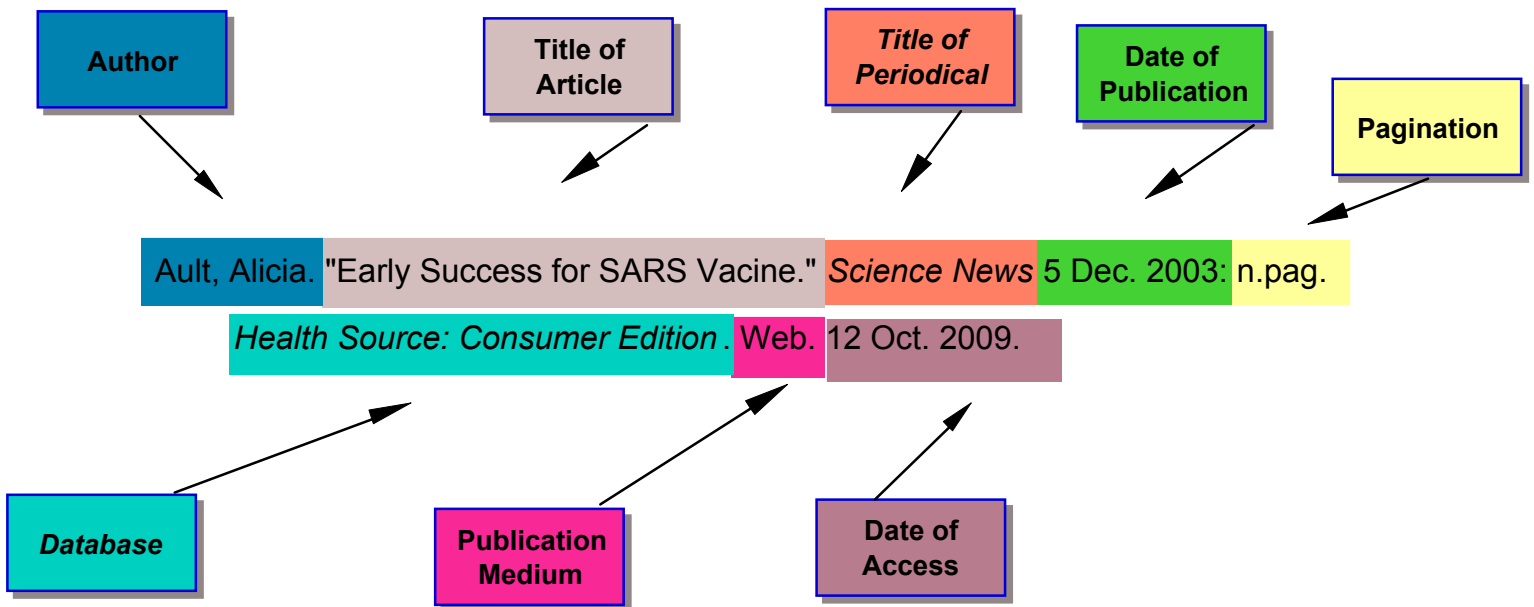 Author
Title of
Article
Title of
Periodical
Date of
Publication
Pagination
Ault, Alicia. "Early Success for SARS Vacine." Science News 5 Dec. 2003: n.pag.
Health Source: Consumer Edition. Web. 12 Oct. 2009.
Database
Publication
Medium
Date of
Access